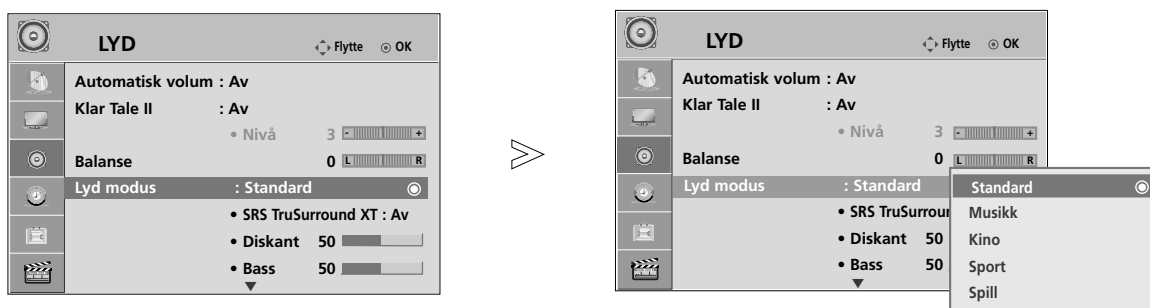 LYD
Flytte OK
Automatisk volum : Av
Klar Tale II : Av
• Nivå 3 - +
Balanse 0 L R
Lyd modus : Standard
• SRS TruSurround XT : Av
• Diskant 50
• Bass 50
LYD
Flytte OK
Automatisk volum : Av
Klar Tale II : Av
• Nivå 3 - +
Balanse 0 L R
Lyd modus : Standard
• SRS TruSurroun
• Diskant 50
• Bass 50
Standard
Musikk
Kino
Sport
Spill